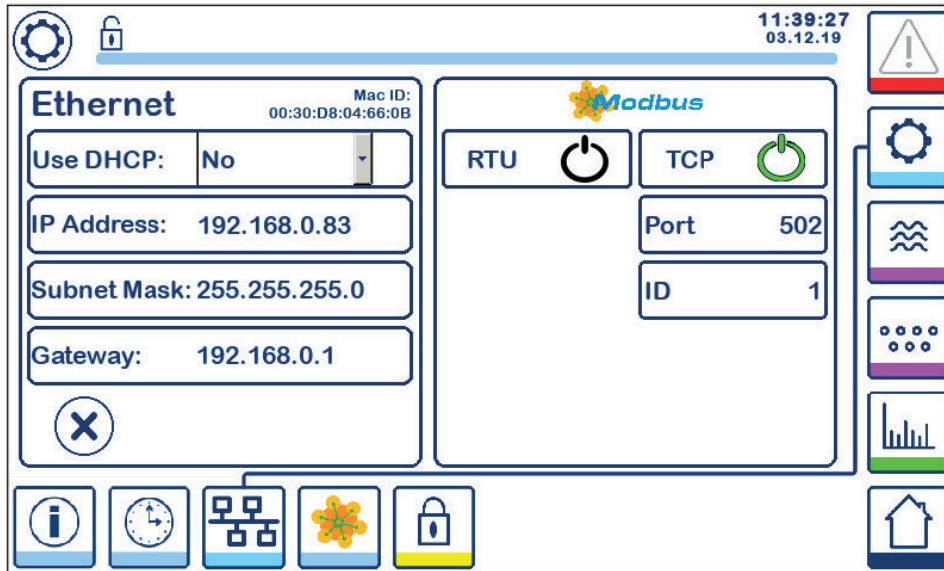 11:39:27
03.12.19
Ethernet
Mac ID:
00:30:D8:04:66:0B
Use DHCP: No
IP Address: 192.168.0.83
Subnet Mask: 255.255.255.0
Gateway: 192.168.0.1
Modbus
RTU TCP
Port 502
ID 1